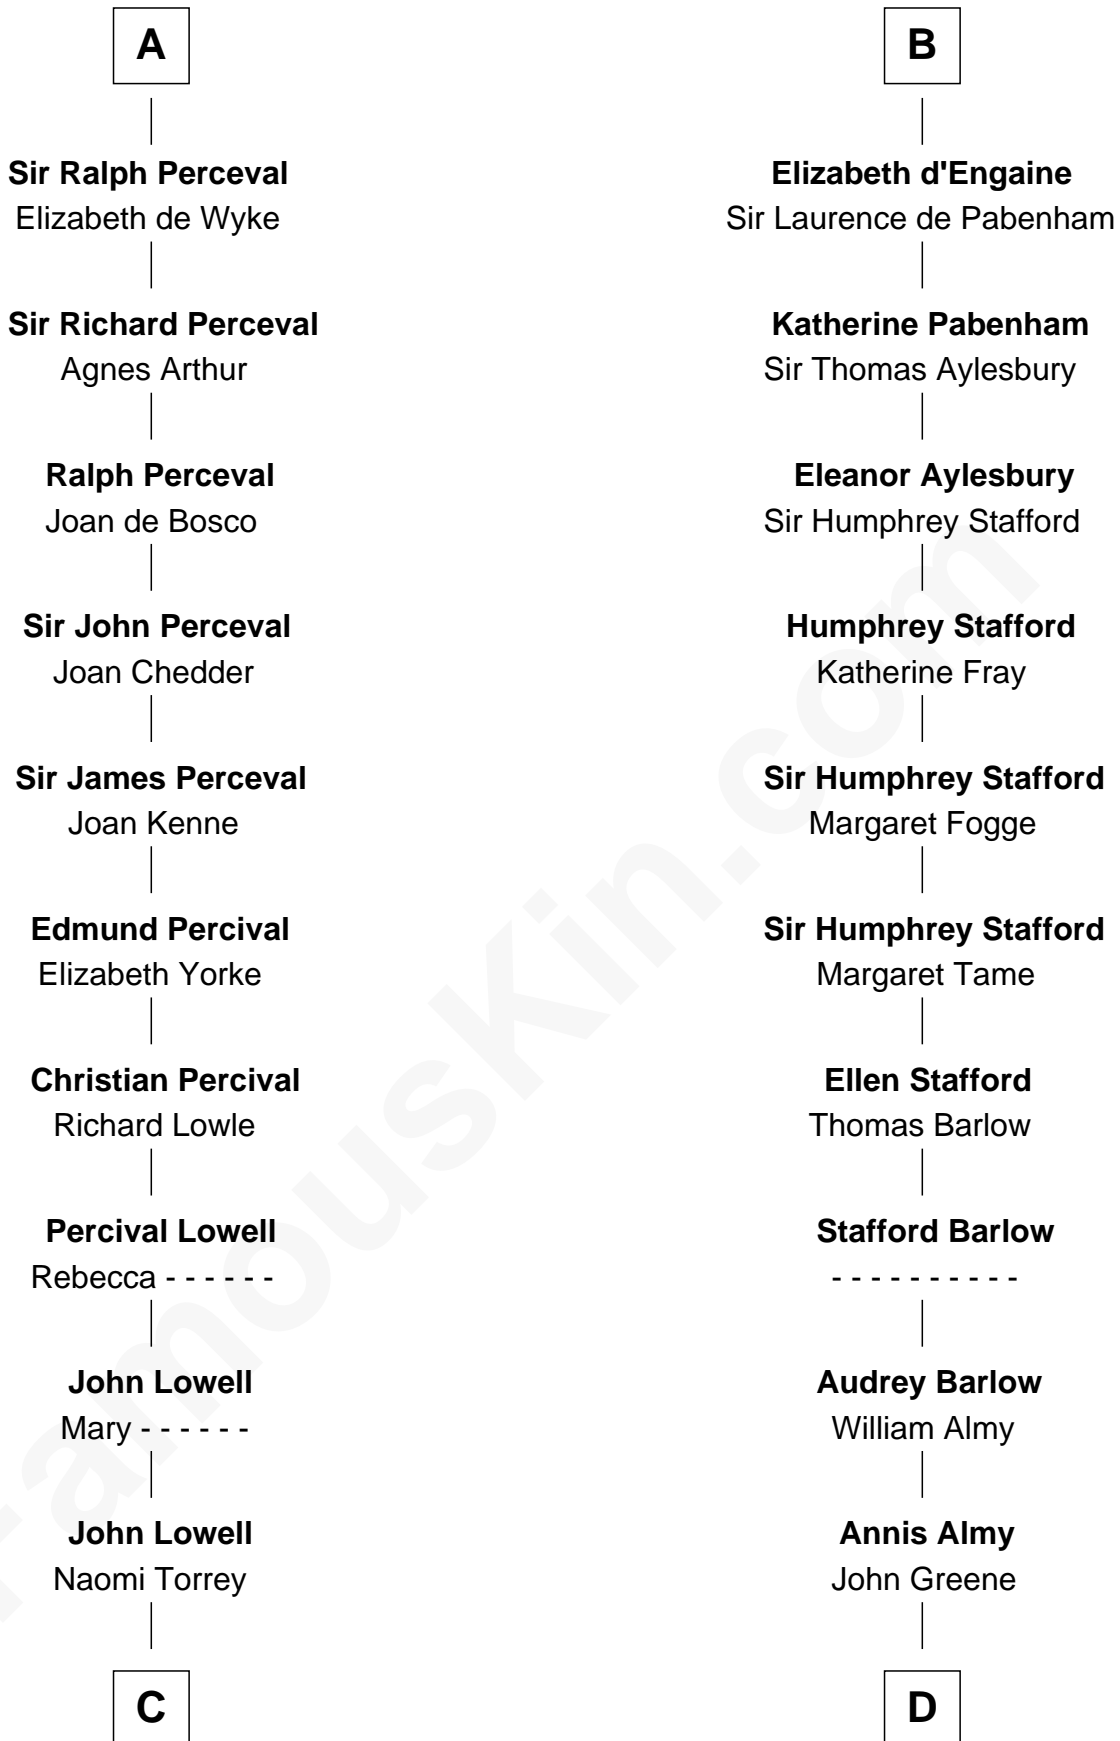 A
Sir Ralph Perceval
Elizabeth de Wyke
Sir Richard Perceval
Agnes Arthur
Ralph Perceval
Joan de Bosco
Sir John Perceval
Joan Chedder
Sir James Perceval
Joan Kenne
Edmund Percival
Elizabeth Yorke
Christian Percival
Richard Lowle
Percival Lowell
Rebecca - - - - - -
John Lowell
Mary - - - - - -
John Lowell
Naomi Torrey
C
B
Elizabeth d'Engaine
Sir Laurence de Pabenham
Katherine Pabenham
Sir Thomas Aylesbury
Eleanor Aylesbury
Sir Humphrey Stafford
Humphrey Stafford
Katherine Fray
Sir Humphrey Stafford
Margaret Fogge
Sir Humphrey Stafford
Margaret Tame
Ellen Stafford
Thomas Barlow
Stafford Barlow
- - - - - - - - - -
Audrey Barlow
William Almy
Annis Almy
John Greene
D
FamousKin.com